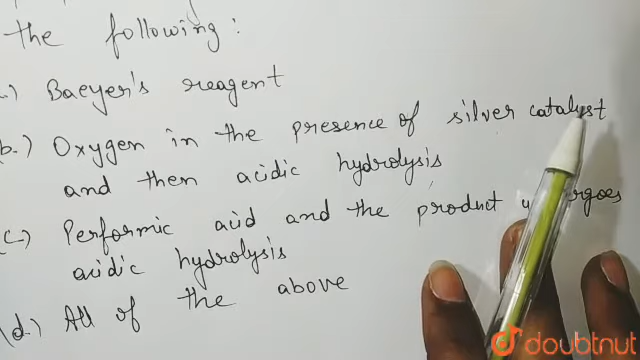 the following:
.) Baeyer's reagent
b.) Oxygen in the presence of silver catalyst
and then acidic hydrolysis
(c.) Performic acid and the product
acidic hydrolysis
(d.) All of the above
doubtnut